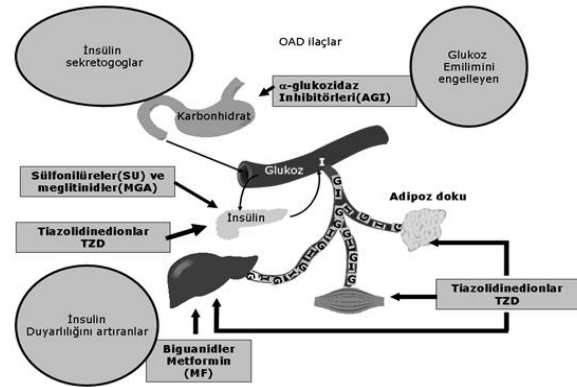 İnsülin
sekretogoglar
OAD ilaçlar
Glukoz
Emilimini
engelleyen
α-glukozidaz
Inhibitörleri(AGI)
Karbonhidrat
Glukoz
I
Sülfonilüreler(SU) ve
meglitinidler(MGA)
İnsülin
Adipoz doku
Tiazolidinedionlar
TZD
Tiazolidinedionlar
TZD
İnsülin
Duyarlılığını artıranlar
Biguanidler
Metformin
(MF)